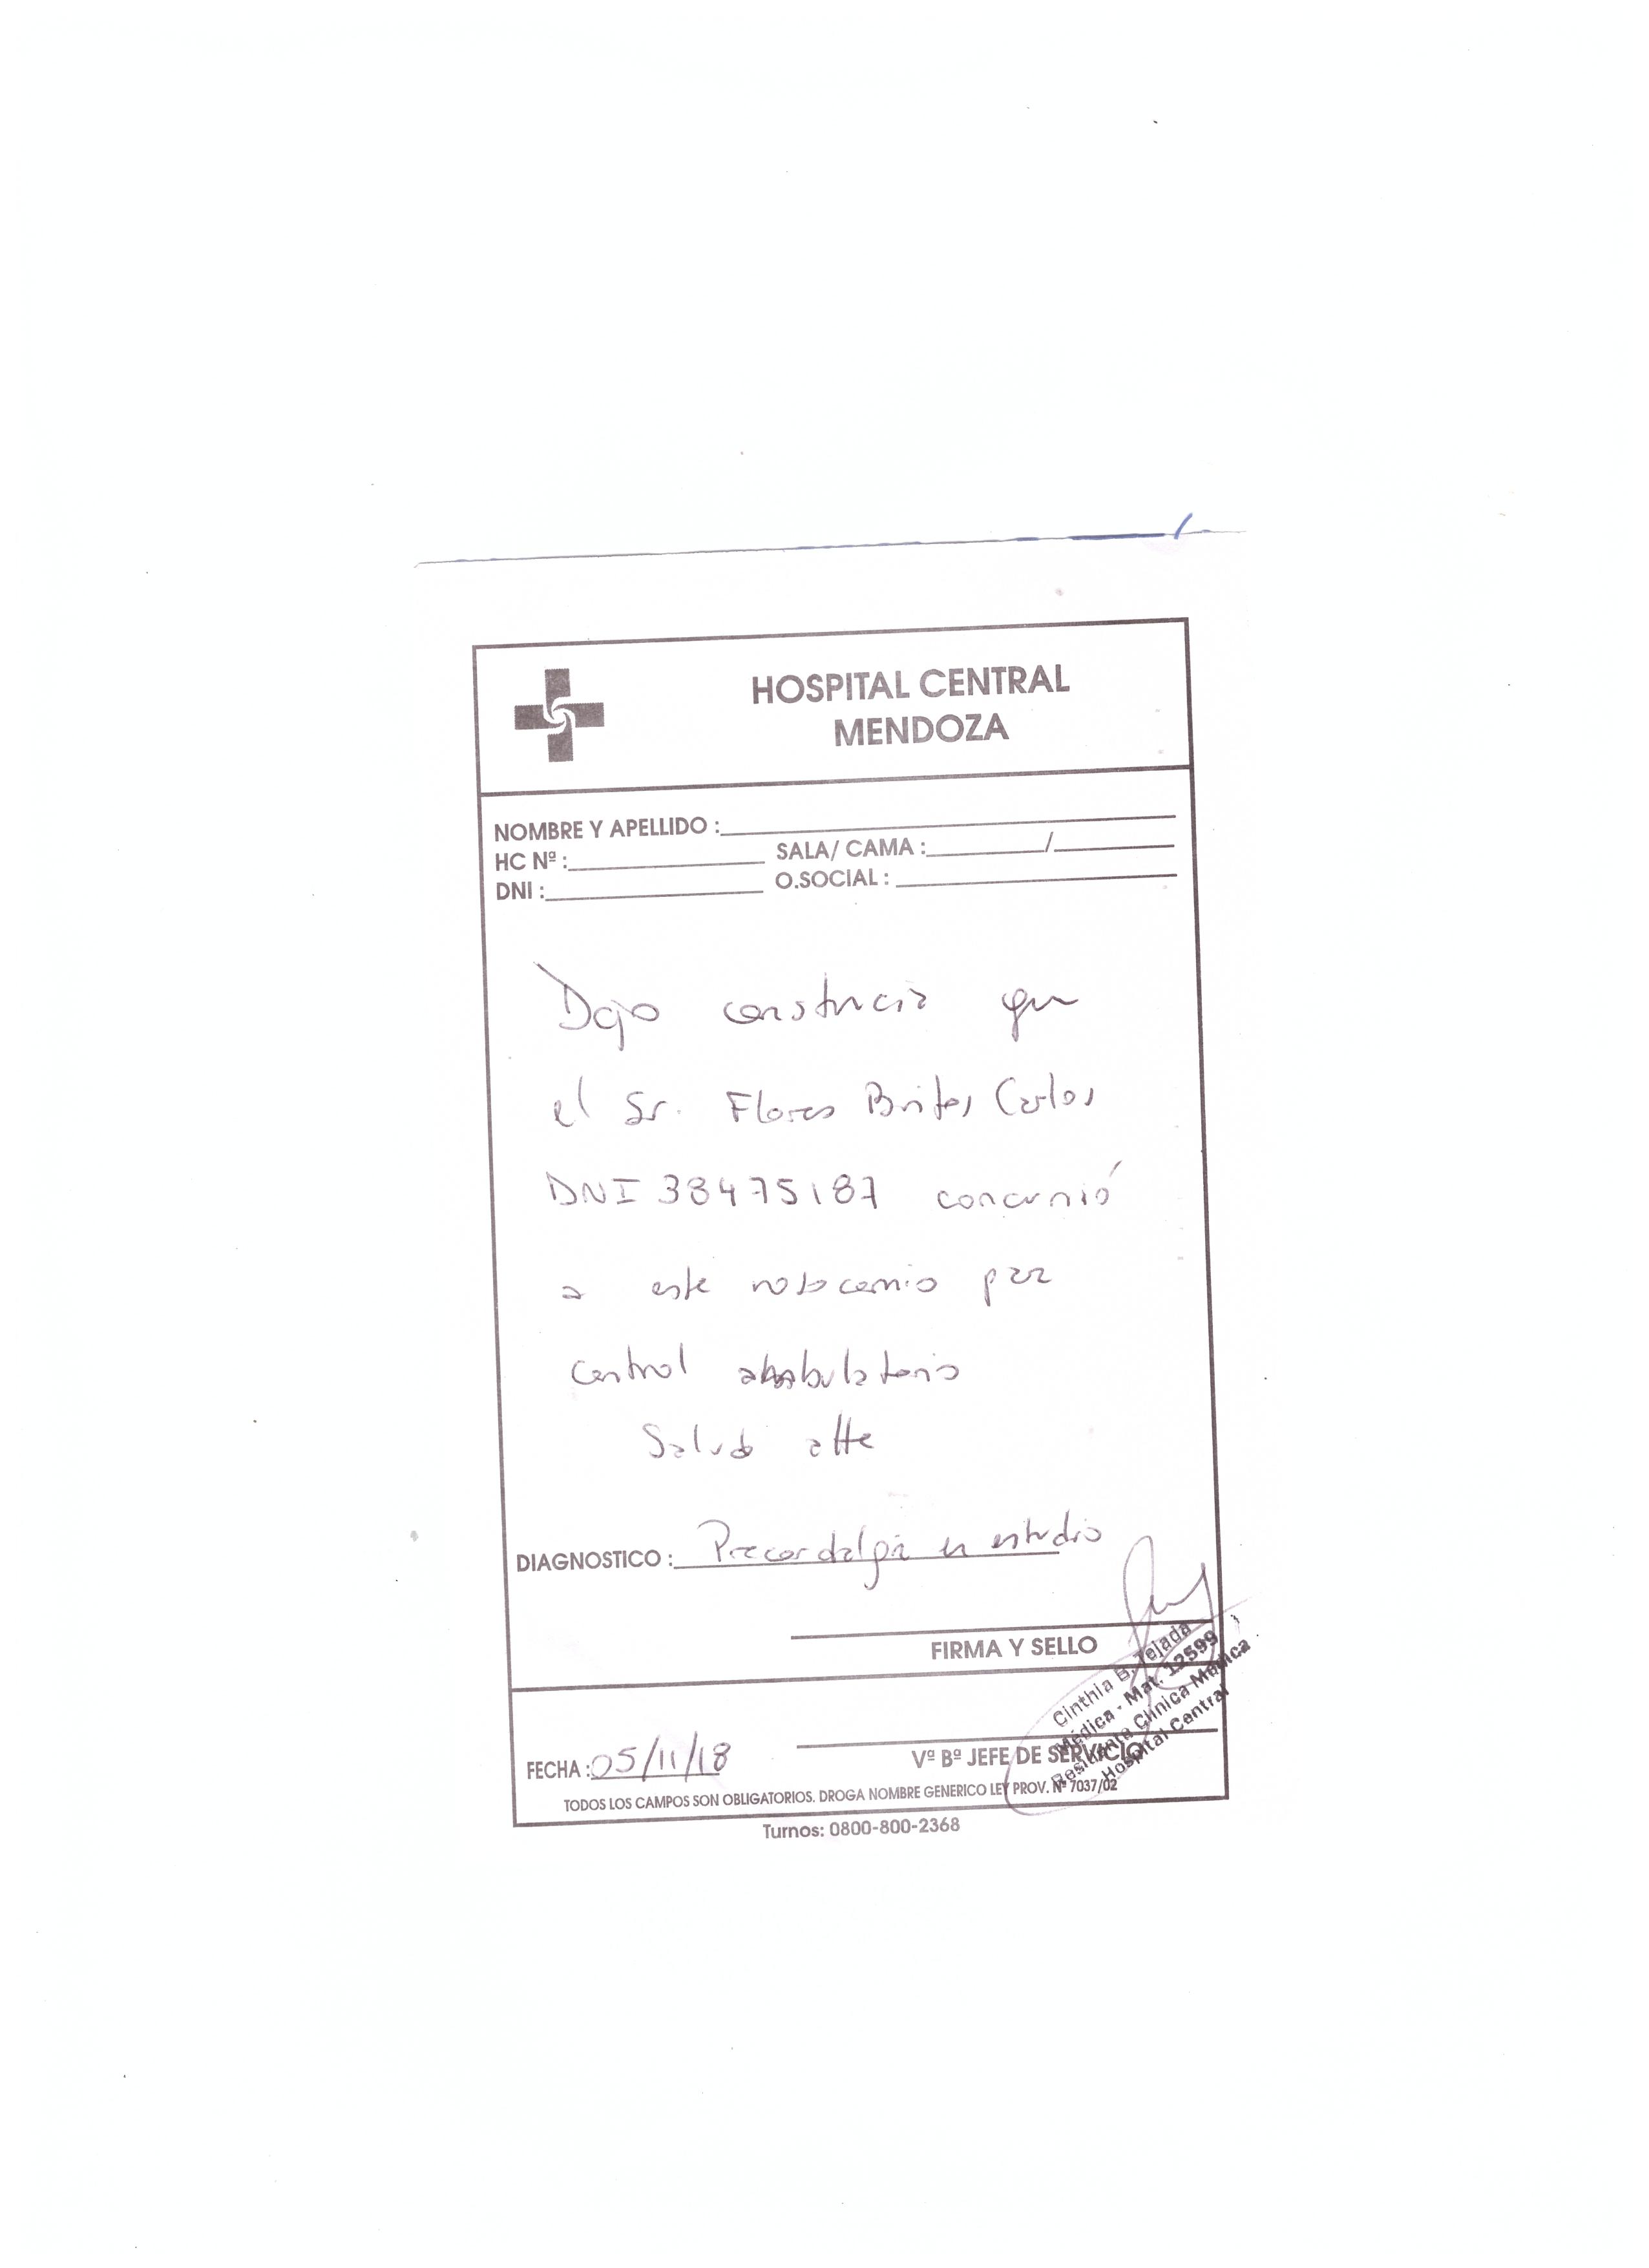 HOSPITAL CENTRAL
MENDOZA
NOMBRE Y APELLIDO :
HC Nº : SALA/ CAMA : /
DNI : O.SOCIAL :
Dejo constancia que
el Sr. Flores Brites Carlos
DNI 38475187 concurrió
a este nosocomio para
control ambulatorio
Saludo atte
DIAGNOSTICO : Precordalgia en estudio
FIRMA Y SELLO
Cinthia B. Tejada
Médica - Mat. 12599
Residente Clínica Médica
Hospital Central
FECHA : 05/11/18 Vº Bº JEFE DE SERVICIO
TODOS LOS CAMPOS SON OBLIGATORIOS. DROGA NOMBRE GENERICO LEY PROV. Nº 7037/02
Turnos: 0800-800-2368